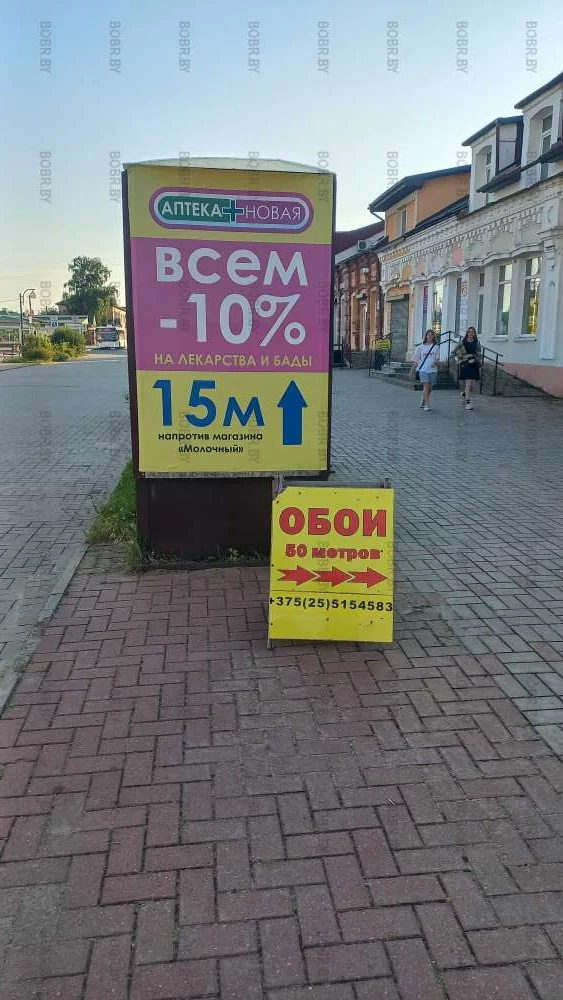 АПТЕКА+НОВАЯ
ВСЕМ
-10%
НА ЛЕКАРСТВА И БАДЫ
15м
напротив магазина
«Молочный»
ОБОИ
50 метров
+375(25)5154583
BOBR.BY